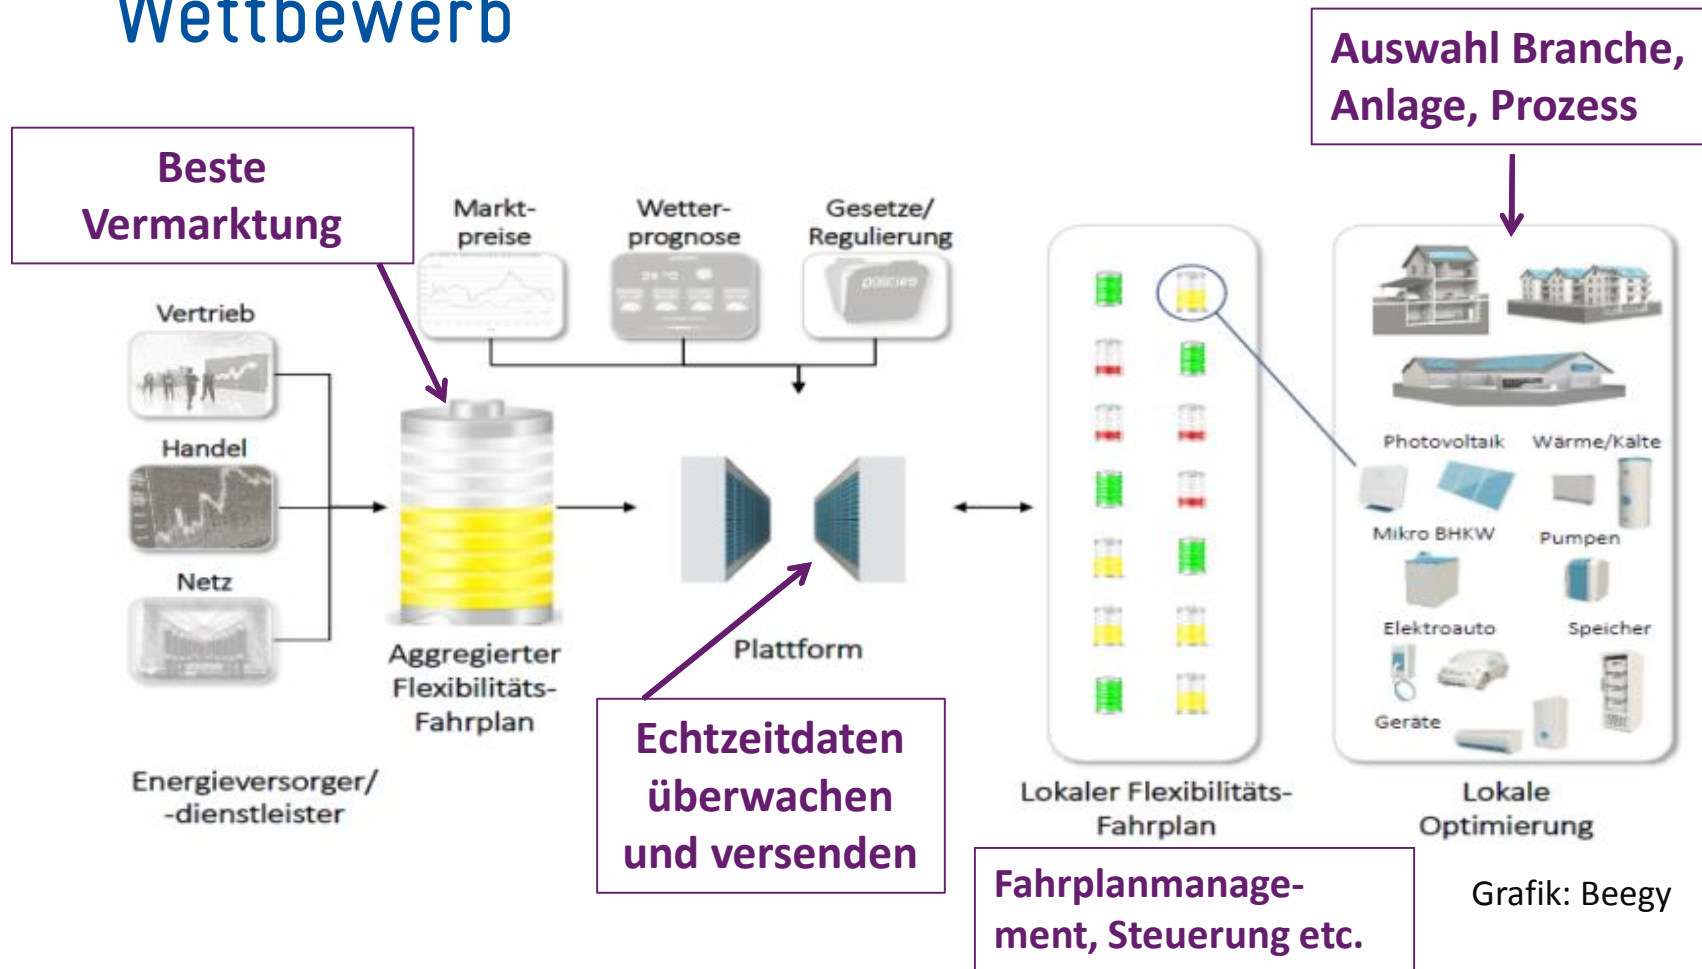 Wettbewerb
Auswahl Branche,
Anlage, Prozess
Beste
Vermarktung
Markt-
preise
Wetter-
prognose
Gesetze/
Regulierung
Vertrieb
Handel
Netz
Energieversorger/
-dienstleister
Aggregierter
Flexibilitäts-
Fahrplan
Plattform
Echtzeitdaten
überwachen
und versenden
Lokaler Flexibilitäts-
Fahrplan
Fahrplanmanage-
ment, Steuerung etc.
Photovoltaik
Wärme/Kälte
Mikro BHKW
Pumpen
Elektroauto
Speicher
Geräte
Lokale
Optimierung
Grafik: Beegy